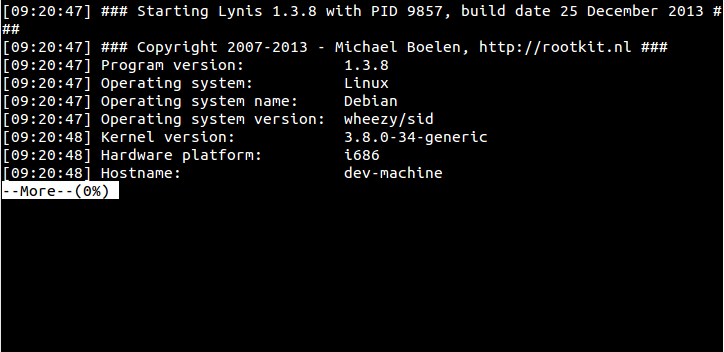 [09:20:47] ### Starting Lynis 1.3.8 with PID 9857, build date 25 December 2013 #
##
[09:20:47] ### Copyright 2007-2013 - Michael Boelen, http://rootkit.nl ###
[09:20:47] Program version:           1.3.8
[09:20:47] Operating system:          Linux
[09:20:47] Operating system name:     Debian
[09:20:47] Operating system version:  wheezy/sid
[09:20:48] Kernel version:            3.8.0-34-generic
[09:20:48] Hardware platform:         i686
[09:20:48] Hostname:                  dev-machine
--More--(0%)